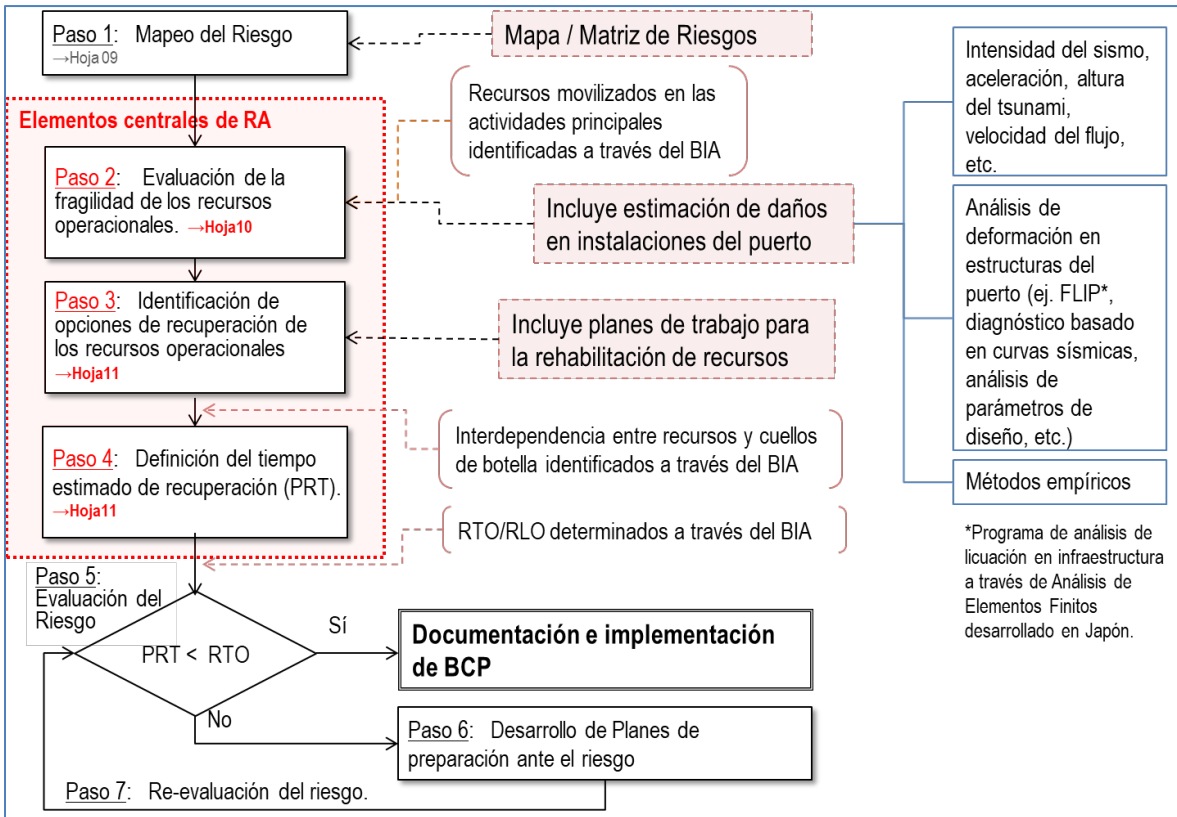 Paso 1: Mapeo del Riesgo
→Hoja 09
Mapa / Matriz de Riesgos
Elementos centrales de RA
Recursos movilizados en las
actividades principales
identificadas a través del BIA
Paso 2: Evaluación de la
fragilidad de los recursos
operacionales. →Hoja10
Incluye estimación de daños
en instalaciones del puerto
Paso 3: Identificación de
opciones de recuperación de
los recursos operacionales
→Hoja11
Incluye planes de trabajo para
la rehabilitación de recursos
Interdependencia entre recursos y cuellos
de botella identificados a través del BIA
Paso 4: Definición del tiempo
estimado de recuperación (PRT).
→Hoja11
RTO/RLO determinados a través del BIA
Paso 5:
Evaluación del
Riesgo
PRT < RTO
Sí
No
Documentación e implementación
de BCP
Paso 6: Desarrollo de Planes de
preparación ante el riesgo
Paso 7: Re-evaluación del riesgo.
Intensidad del sismo,
aceleración, altura
del tsunami,
velocidad del flujo,
etc.
Análisis de
deformación en
estructuras del
puerto (ej. FLIP*,
diagnóstico basado
en curvas sísmicas,
análisis de
parámetros de
diseño, etc.)
Métodos empíricos
*Programa de análisis de
licuación en infraestructura
a través de Análisis de
Elementos Finitos
desarrollado en Japón.